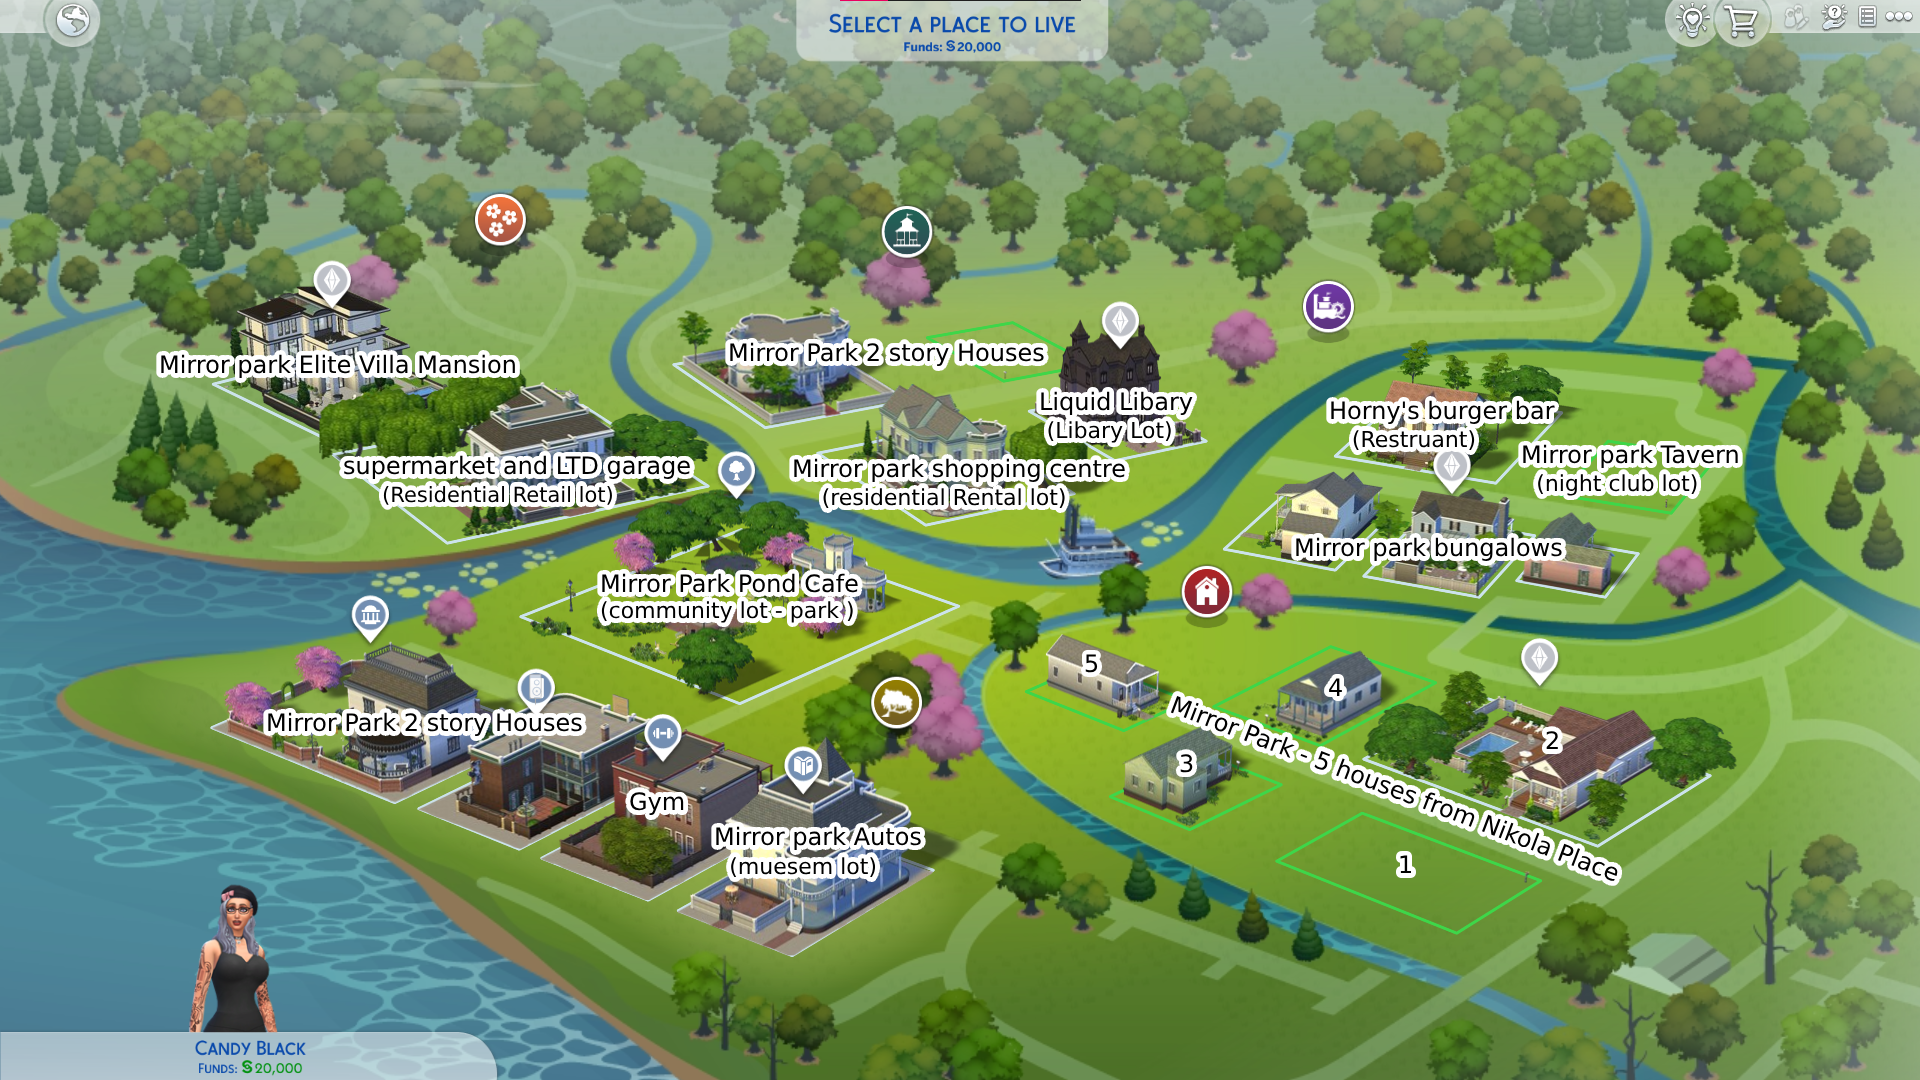 SELECT A PLACE TO LIVE
Funds: §20,000
Mirror park Elite Villa Mansion
Mirror Park 2 story Houses
Liquid Libary
(Libary Lot)
Horny's burger bar
(Restruant)
Mirror park Tavern
(night club lot)
supermarket and LTD garage
(Residential Retail lot)
Mirror park shopping centre
(residential Rental lot)
Mirror park bungalows
Mirror Park Pond Cafe
(community lot - park )
5
4
2
3
1
Mirror Park - 5 houses from Nikola Place
Mirror Park 2 story Houses
Gym
Mirror park Autos
(muesem lot)
CANDY BLACK
FUNDS: §20,000